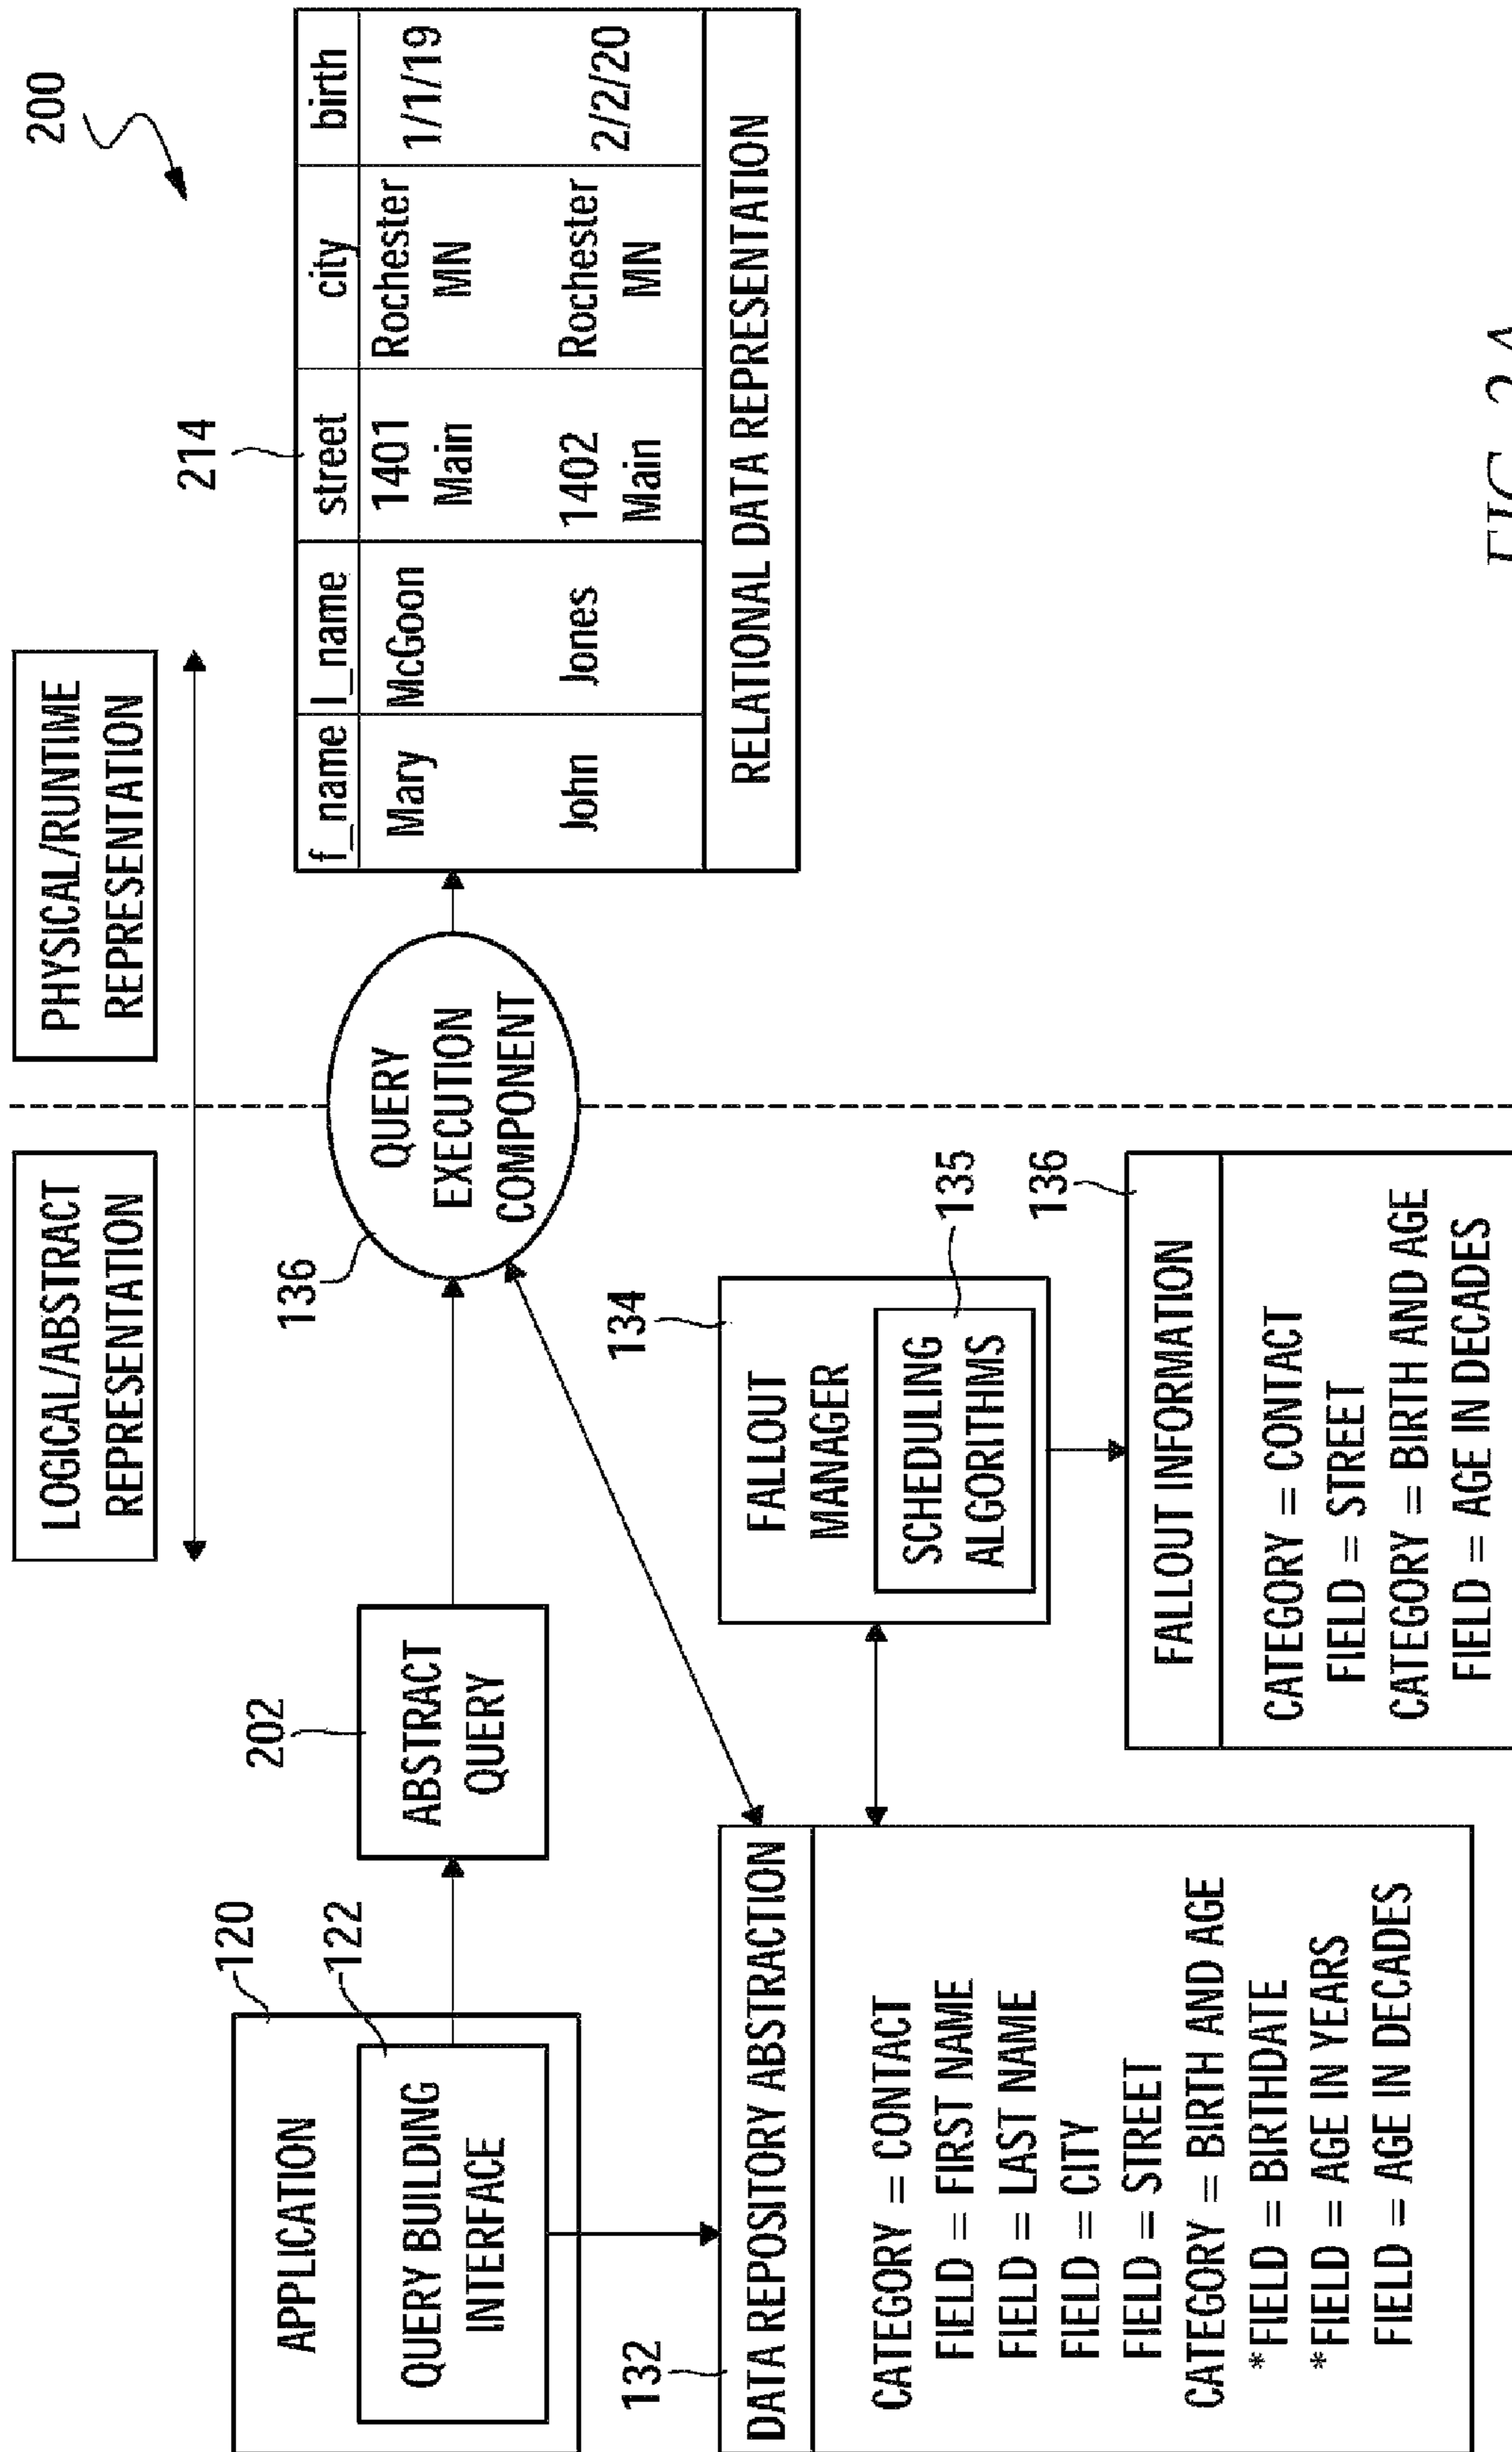 200
LOGICAL/ABSTRACT
REPRESENTATION
PHYSICAL/RUNTIME
REPRESENTATION
120
APPLICATION
122
QUERY BUILDING
INTERFACE
202
ABSTRACT
QUERY
136
QUERY
EXECUTION
COMPONENT
214
f_name l_name street city birth
Mary McGoon 1401 Rochester 1/1/19
Main MN
John Jones 1402 Rochester 2/2/20
Main MN
RELATIONAL DATA REPRESENTATION
132
DATA REPOSITORY ABSTRACTION
CATEGORY = CONTACT
FIELD = FIRST NAME
FIELD = LAST NAME
FIELD = CITY
FIELD = STREET
CATEGORY = BIRTH AND AGE
*FIELD = BIRTHDATE
*FIELD = AGE IN YEARS
FIELD = AGE IN DECADES
134
FALLOUT
MANAGER
135
SCHEDULING
ALGORITHMS
136
FALLOUT INFORMATION
CATEGORY = CONTACT
FIELD = STREET
CATEGORY = BIRTH AND AGE
FIELD = AGE IN DECADES
FIG. 2A